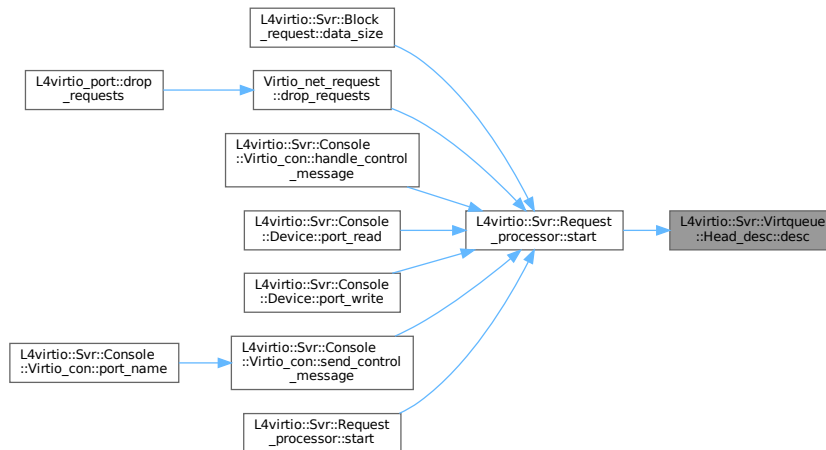 L4virtio::Svr::Block
_request::data_size
L4virtio_port::drop
_requests
Virtio_net_request
::drop_requests
L4virtio::Svr::Console
::Virtio_con::handle_control
_message
L4virtio::Svr::Console
::Device::port_read
L4virtio::Svr::Request
_processor::start
L4virtio::Svr::Virtqueue
::Head_desc::desc
L4virtio::Svr::Console
::Device::port_write
L4virtio::Svr::Console
::Virtio_con::port_name
L4virtio::Svr::Console
::Virtio_con::send_control
_message
L4virtio::Svr::Request
_processor::start